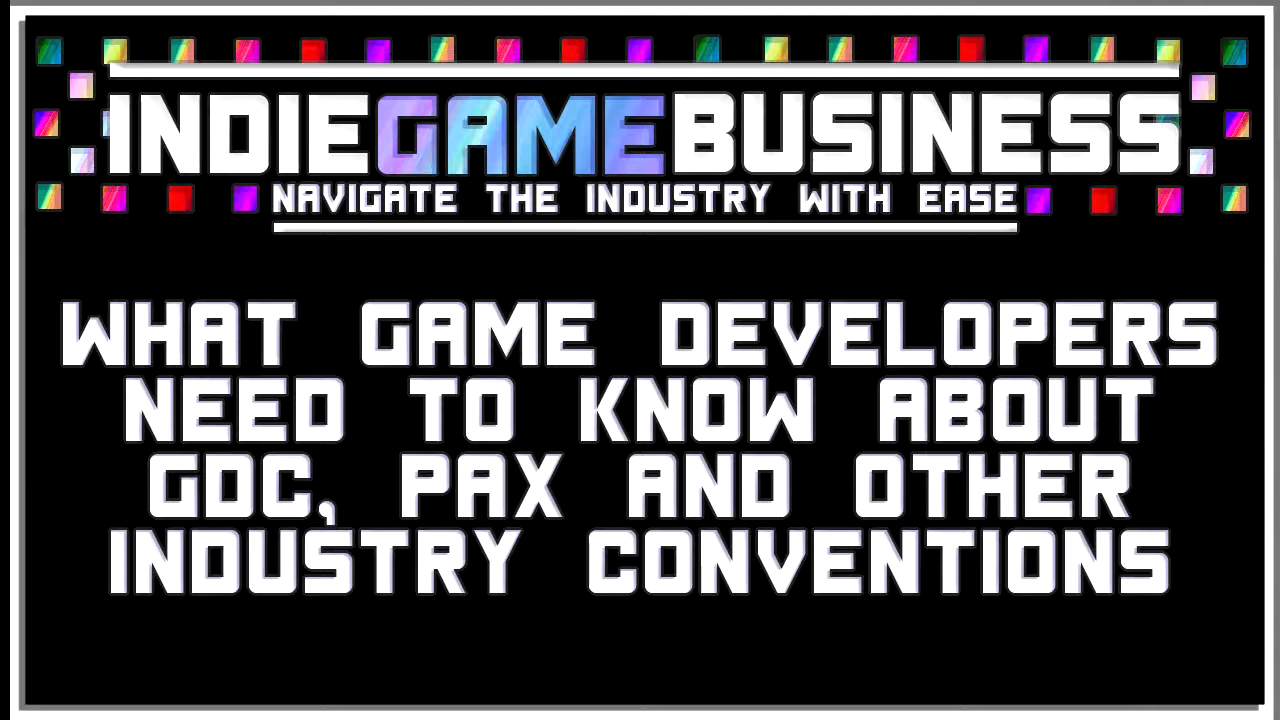 INDIEGAMEBUSINESS
NAVIGATE THE INDUSTRY WITH EASE
WHAT GAME DEVELOPERS
NEED TO KNOW ABOUT
GDC, PAX AND OTHER
INDUSTRY CONVENTIONS